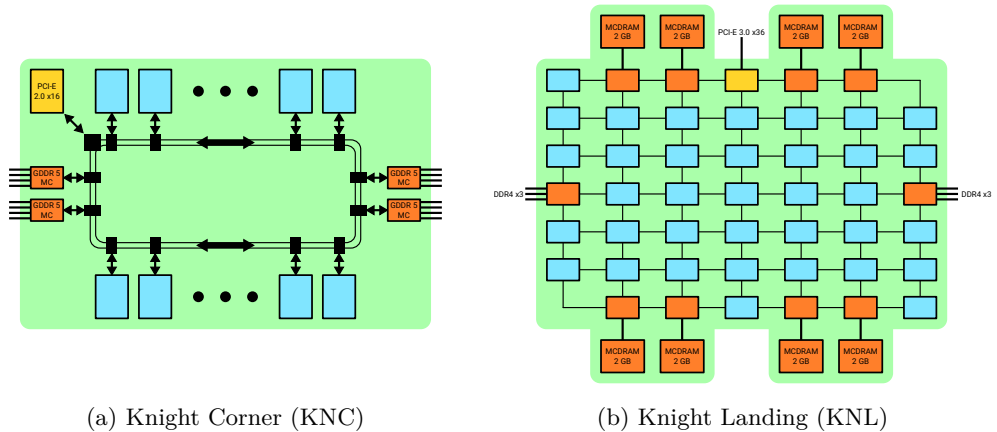 MCDRAM
2 GB
MCDRAM
2 GB
PCI-E 3.0 x36
MCDRAM
2 GB
MCDRAM
2 GB
PCI-E
2.0 x16
GDDR 5
MC
GDDR 5
MC
GDDR 5
MC
GDDR 5
MC
DDR4 x3
DDR4 x3
MCDRAM
2 GB
MCDRAM
2 GB
MCDRAM
2 GB
MCDRAM
2 GB
(a) Knight Corner (KNC)
(b) Knight Landing (KNL)